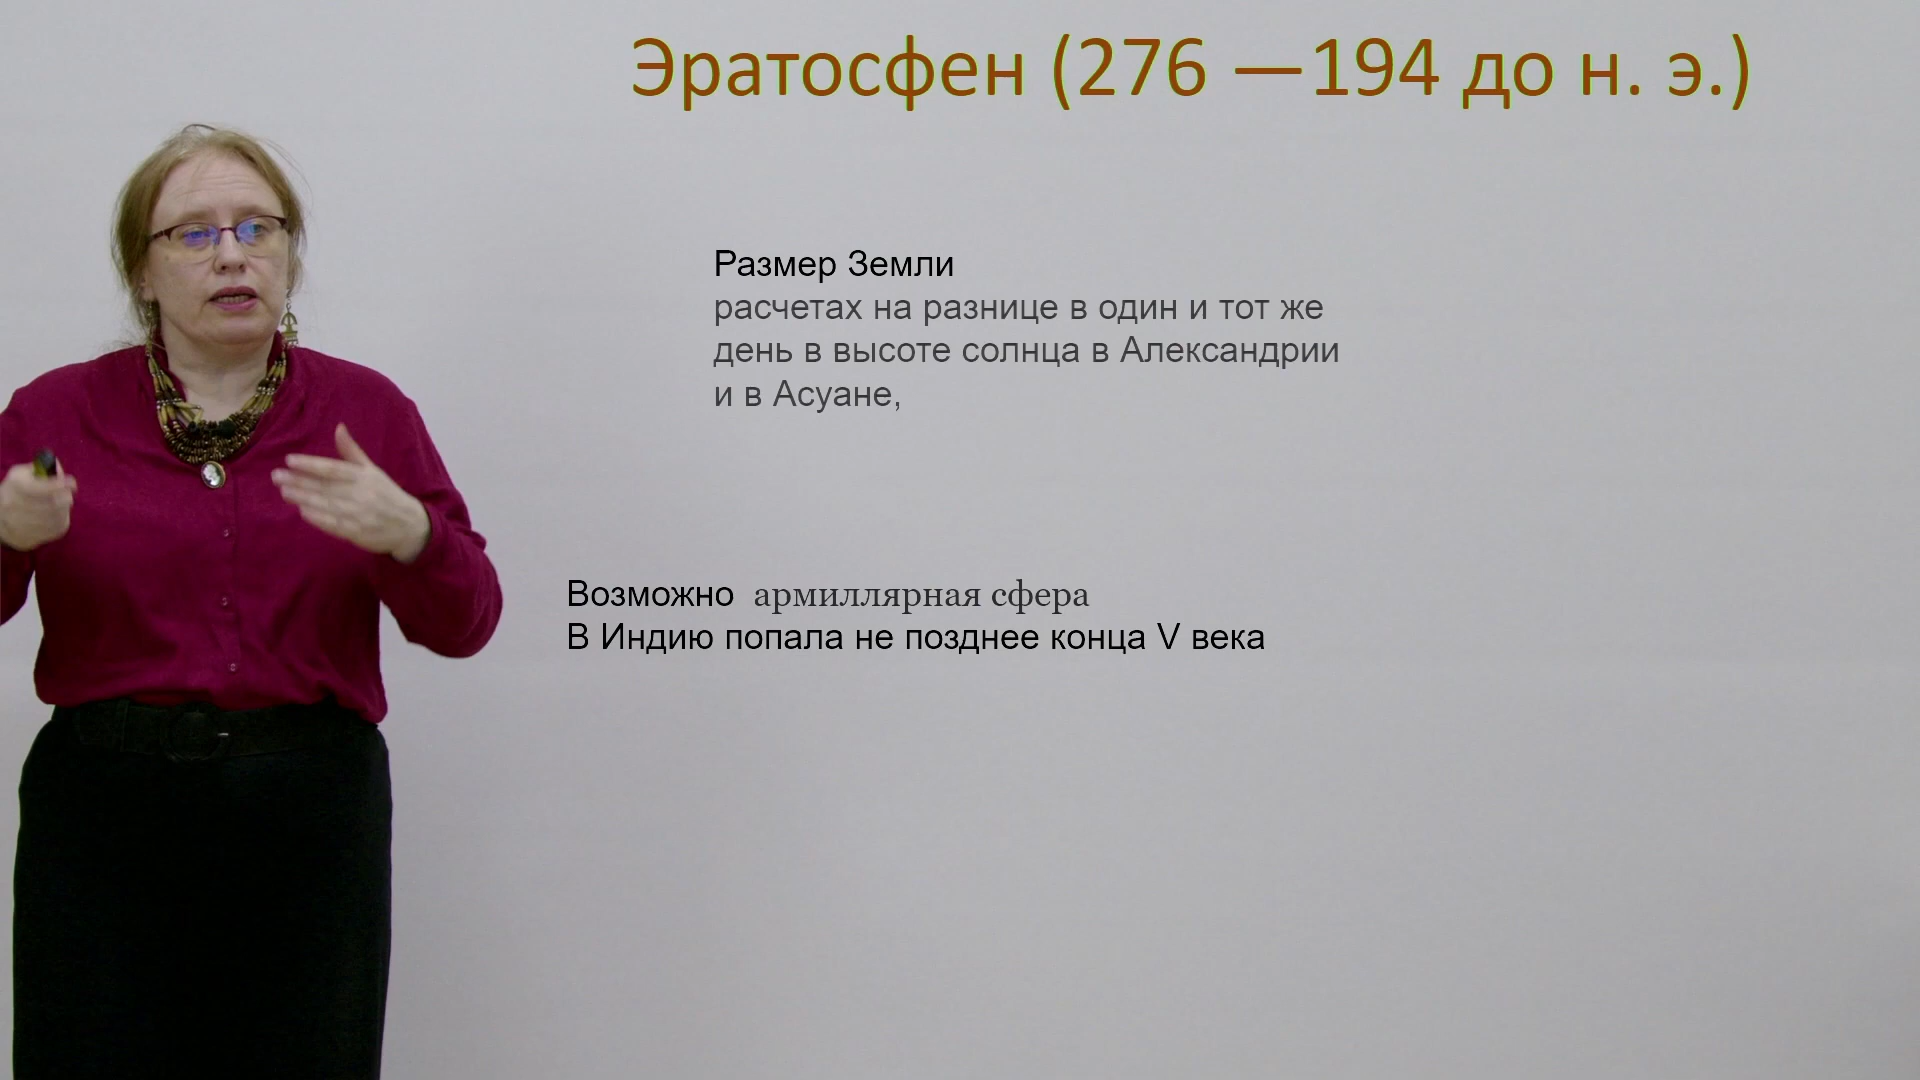 Эратосфен (276 —194 до н. э.)
Размер Земли
расчетах на разнице в один и тот же
день в высоте солнца в Александрии
и в Асуане,
Возможно армиллярная сфера
В Индию попала не позднее конца V века